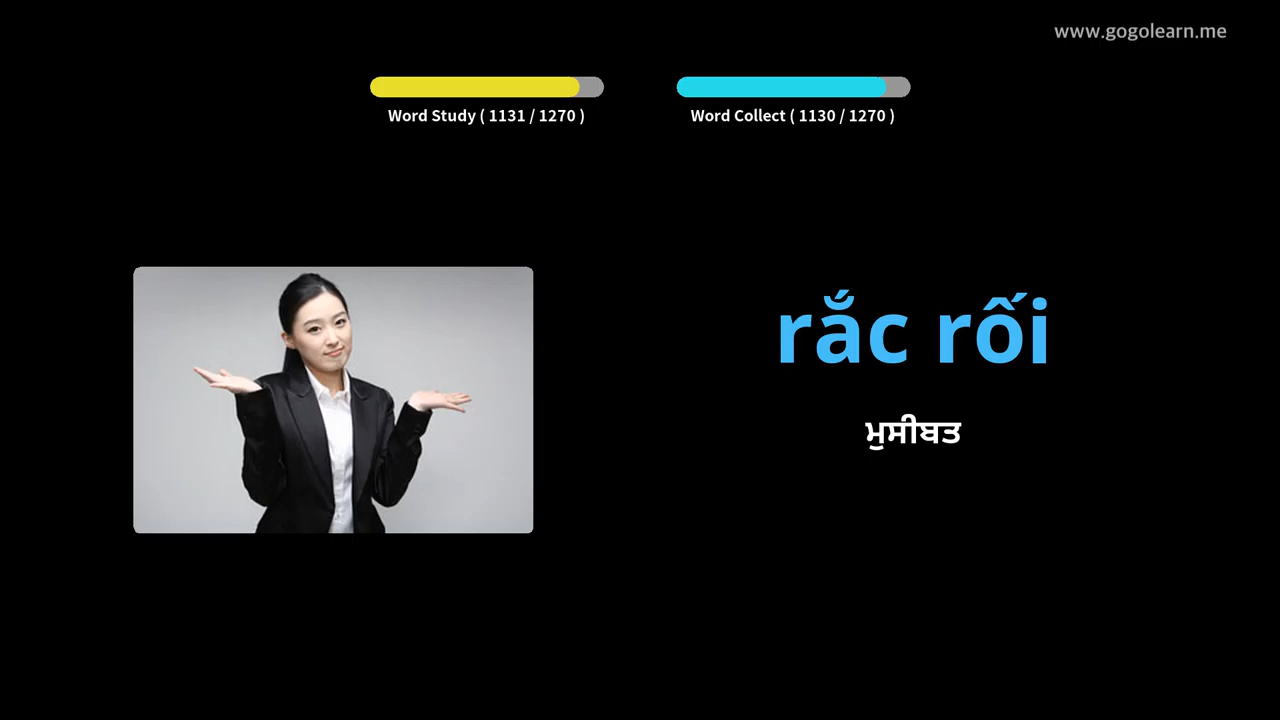 www.gogolearn.me
Word Study ( 1131 / 1270 )
Word Collect ( 1130 / 1270 )
rắc rối
ਮੁਸੀਬਤ